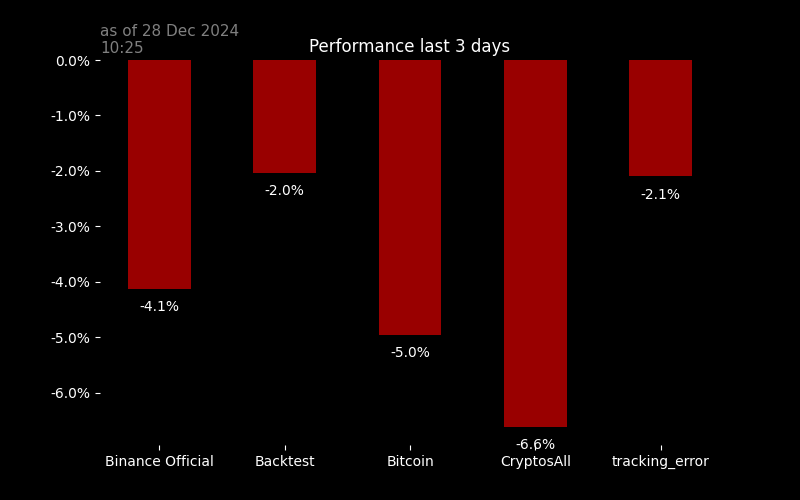 as of 28 Dec 2024
10:25
Performance last 3 days
0.0%
-1.0%
-2.0%
-3.0%
-4.0%
-5.0%
-6.0%
-4.1%
-2.0%
-5.0%
-6.6%
-2.1%
Binance Official
Backtest
Bitcoin
CryptosAll
tracking_error